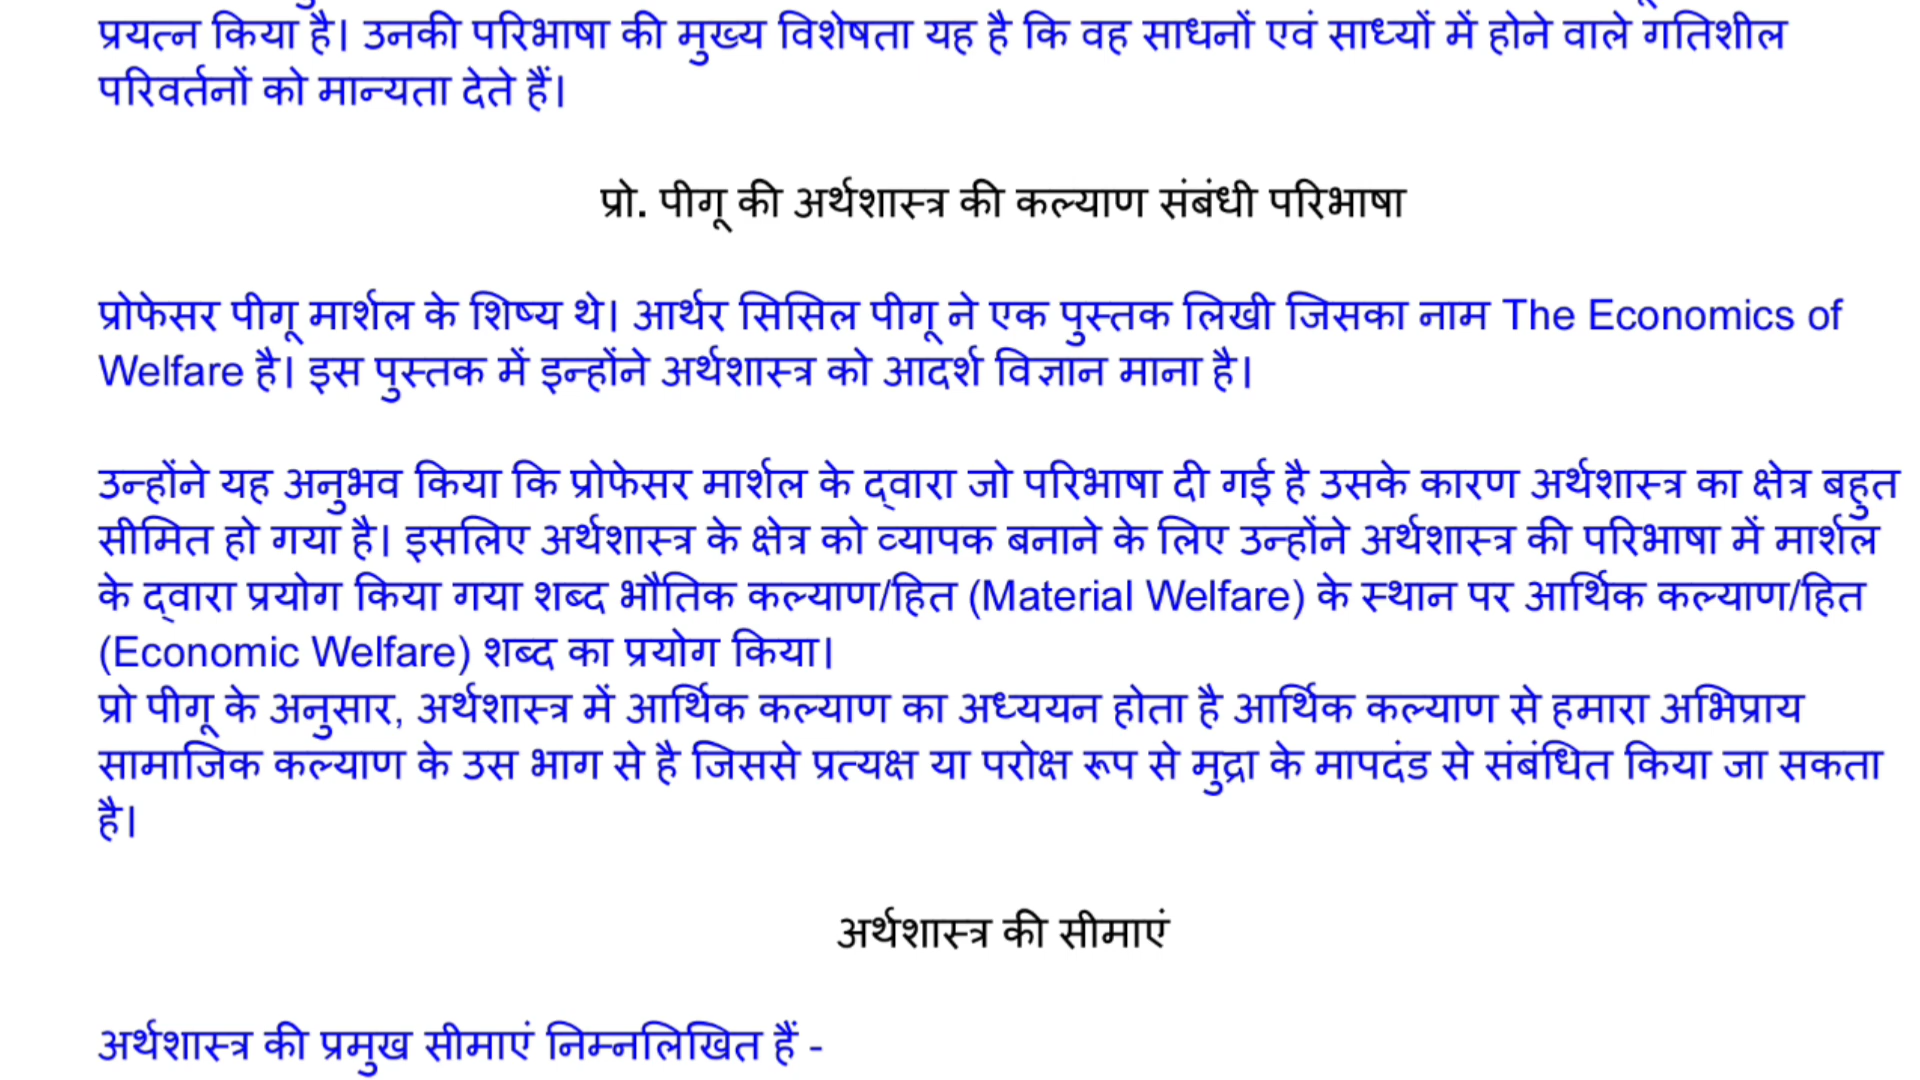 प्रयत्न किया है। उनकी परिभाषा की मुख्य विशेषता यह है कि वह साधनों एवं साध्यों में होने वाले गतिशील
परिवर्तनों को मान्यता देते हैं।
प्रो. पीगू की अर्थशास्त्र की कल्याण संबंधी परिभाषा
प्रोफेसर पीगू मार्शल के शिष्य थे। आर्थर सिसिल पीगू ने एक पुस्तक लिखी जिसका नाम The Economics of
Welfare है। इस पुस्तक में इन्होंने अर्थशास्त्र को आदर्श विज्ञान माना है।
उन्होंने यह अनुभव किया कि प्रोफेसर मार्शल के द्वारा जो परिभाषा दी गई है उसके कारण अर्थशास्त्र का क्षेत्र बहुत
सीमित हो गया है। इसलिए अर्थशास्त्र के क्षेत्र को व्यापक बनाने के लिए उन्होंने अर्थशास्त्र की परिभाषा में मार्शल
के द्वारा प्रयोग किया गया शब्द भौतिक कल्याण/हित (Material Welfare) के स्थान पर आर्थिक कल्याण/हित
(Economic Welfare) शब्द का प्रयोग किया।
प्रो पीगू के अनुसार, अर्थशास्त्र में आर्थिक कल्याण का अध्ययन होता है आर्थिक कल्याण से हमारा अभिप्राय
सामाजिक कल्याण के उस भाग से है जिससे प्रत्यक्ष या परोक्ष रूप से मुद्रा के मापदंड से संबंधित किया जा सकता
है।
अर्थशास्त्र की सीमाएं
अर्थशास्त्र की प्रमुख सीमाएं निम्नलिखित हैं -